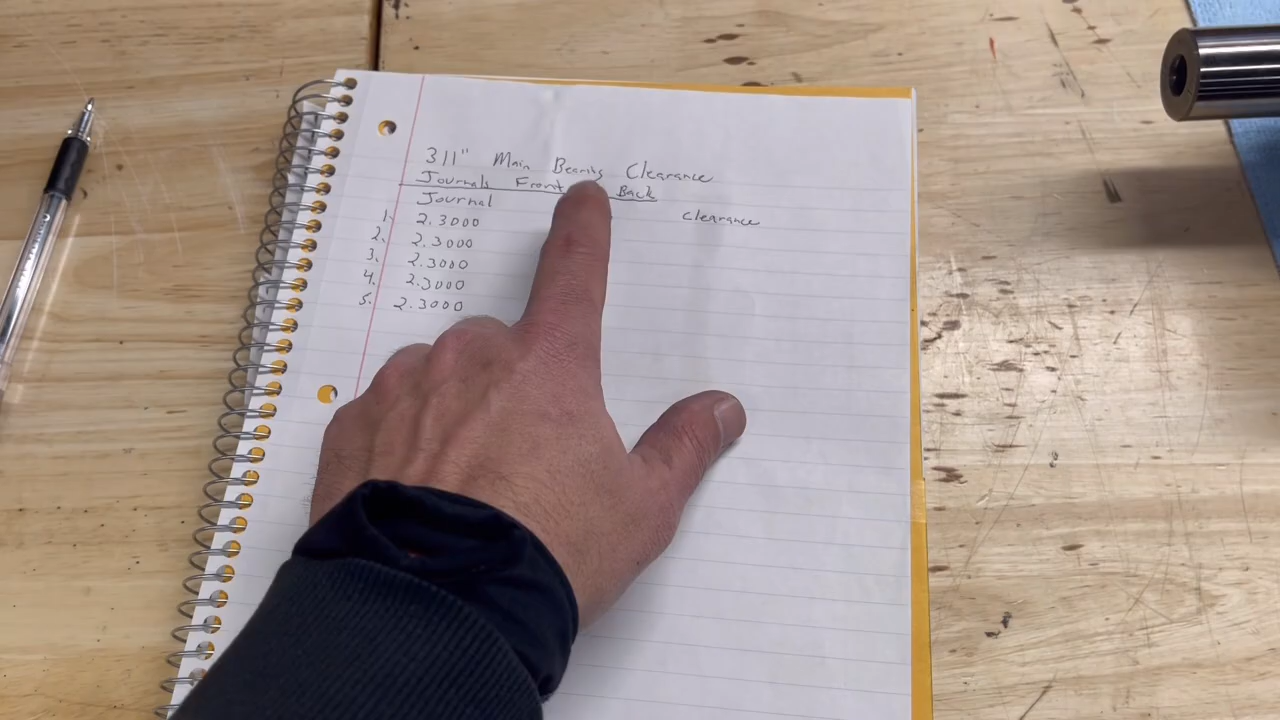 311" Main Bearing Clearance
Journals Front Back
Journal Clearance
1. 2.3000
2. 2.3000
3. 2.3000
4. 2.3000
5. 2.3000